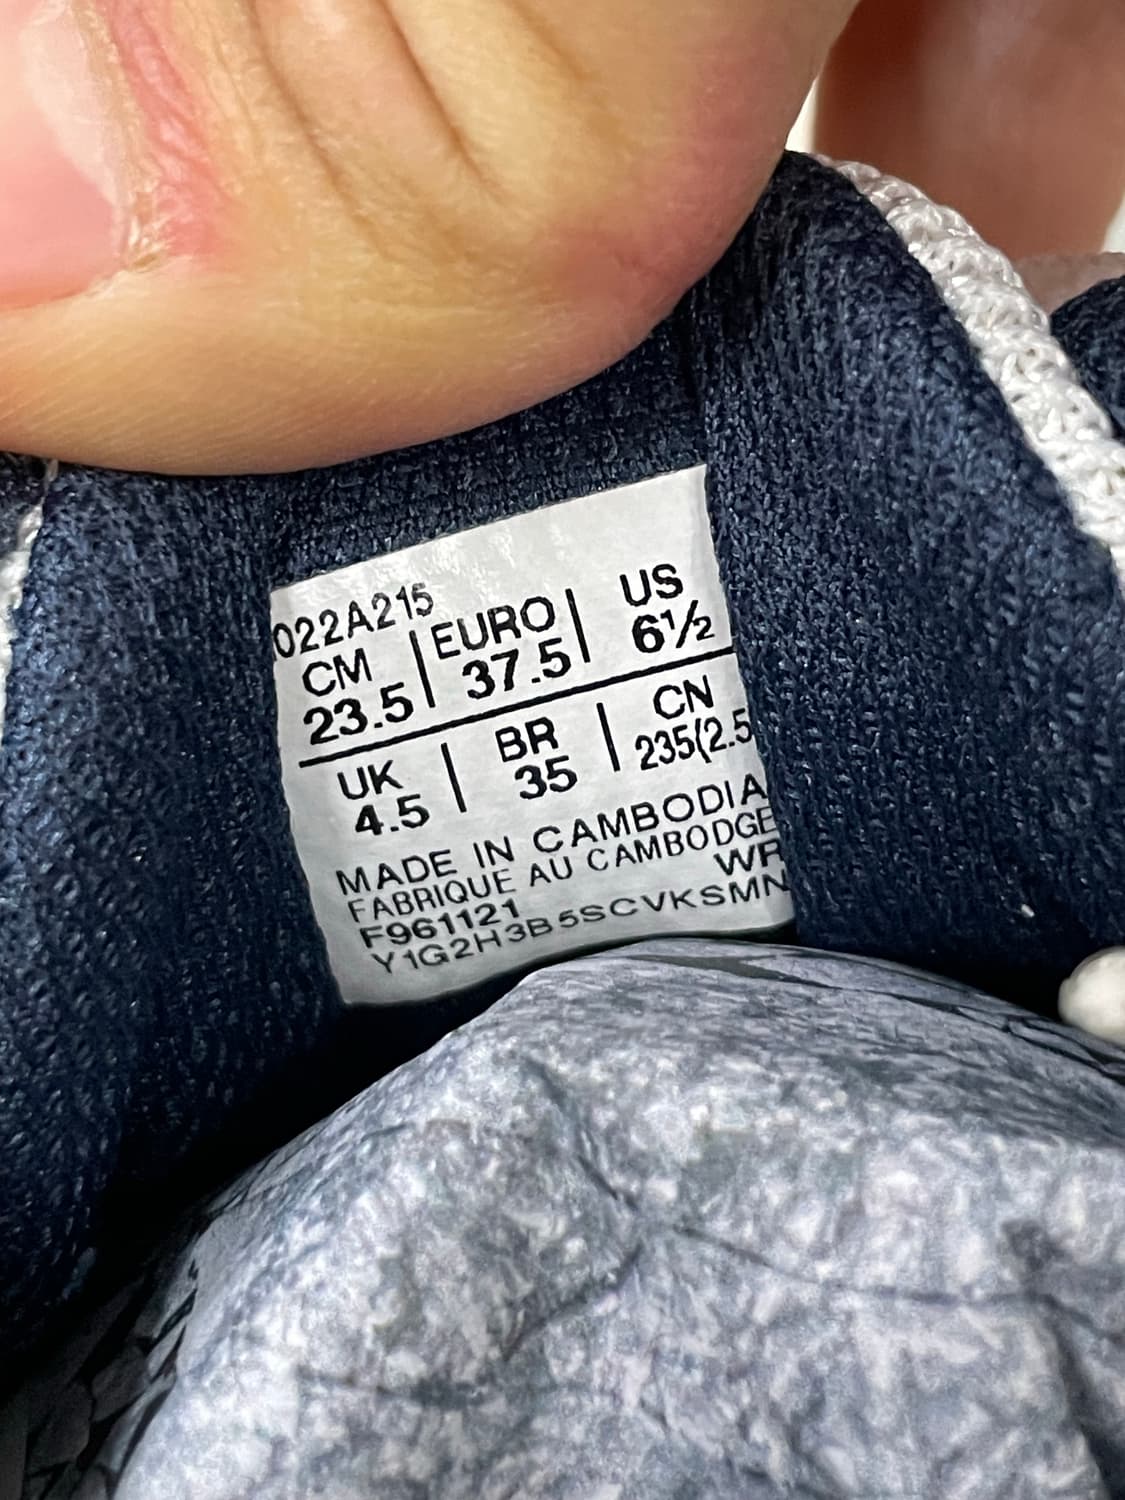 022A215
CM | EURO | US
23.5 | 37.5 | 6½
UK | BR | CN
4.5 | 35 | 235(2.5
MADE IN CAMBODIA
FABRIQUE AU CAMBODGE
F961121 WR
Y1G2H3B5SCVKSMN